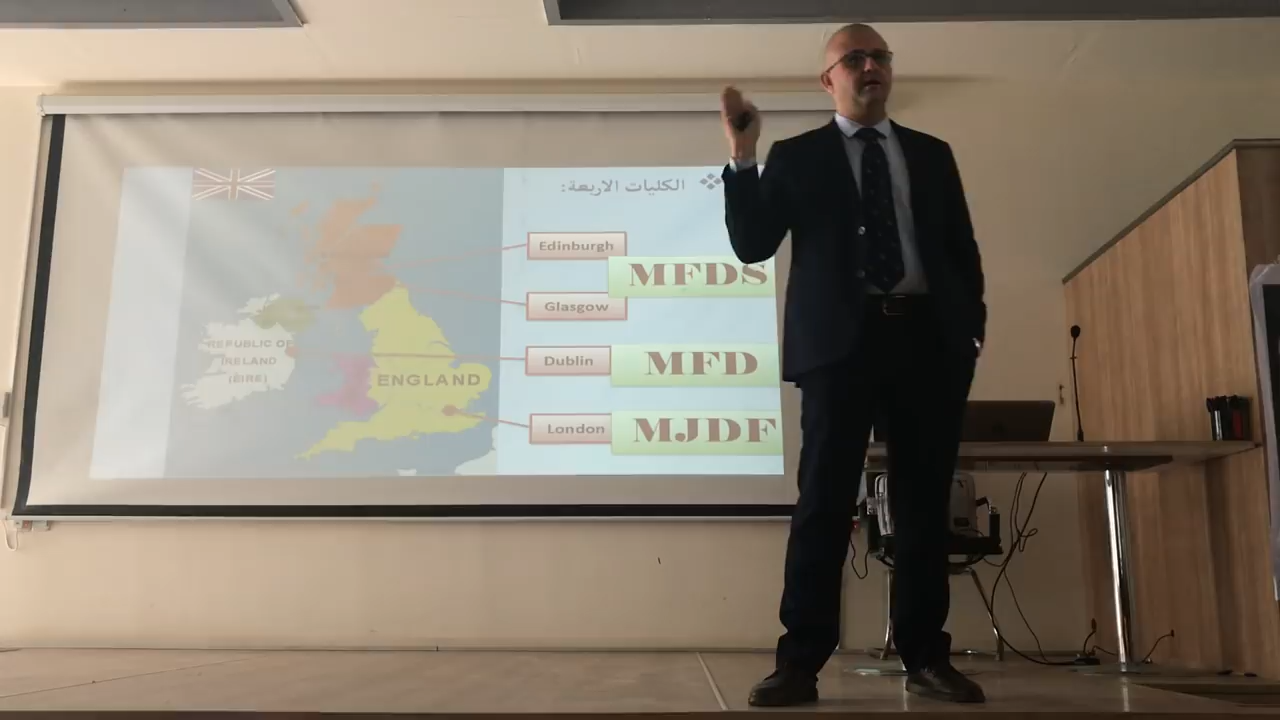 الكليات الاربعة:
Edinburgh
MFDS
Glasgow
Dublin
MFD
London
MJDF
REPUBLIC OF
IRELAND
(EIRE)
ENGLAND